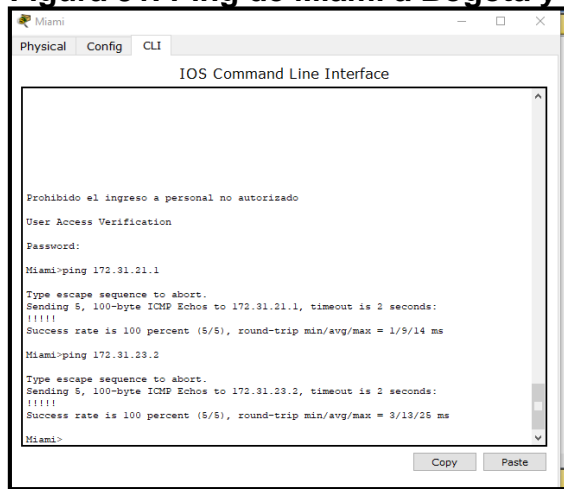 Miami
Physical Config CLI
IOS Command Line Interface
Prohibido el ingreso a personal no autorizado
User Access Verification
Password:
Miami>ping 172.31.21.1
Type escape sequence to abort.
Sending 5, 100-byte ICMP Echos to 172.31.21.1, timeout is 2 seconds:
!!!!!
Success rate is 100 percent (5/5), round-trip min/avg/max = 1/9/14 ms
Miami>ping 172.31.23.2
Type escape sequence to abort.
Sending 5, 100-byte ICMP Echos to 172.31.23.2, timeout is 2 seconds:
!!!!!
Success rate is 100 percent (5/5), round-trip min/avg/max = 3/13/25 ms
Miami>
Copy Paste